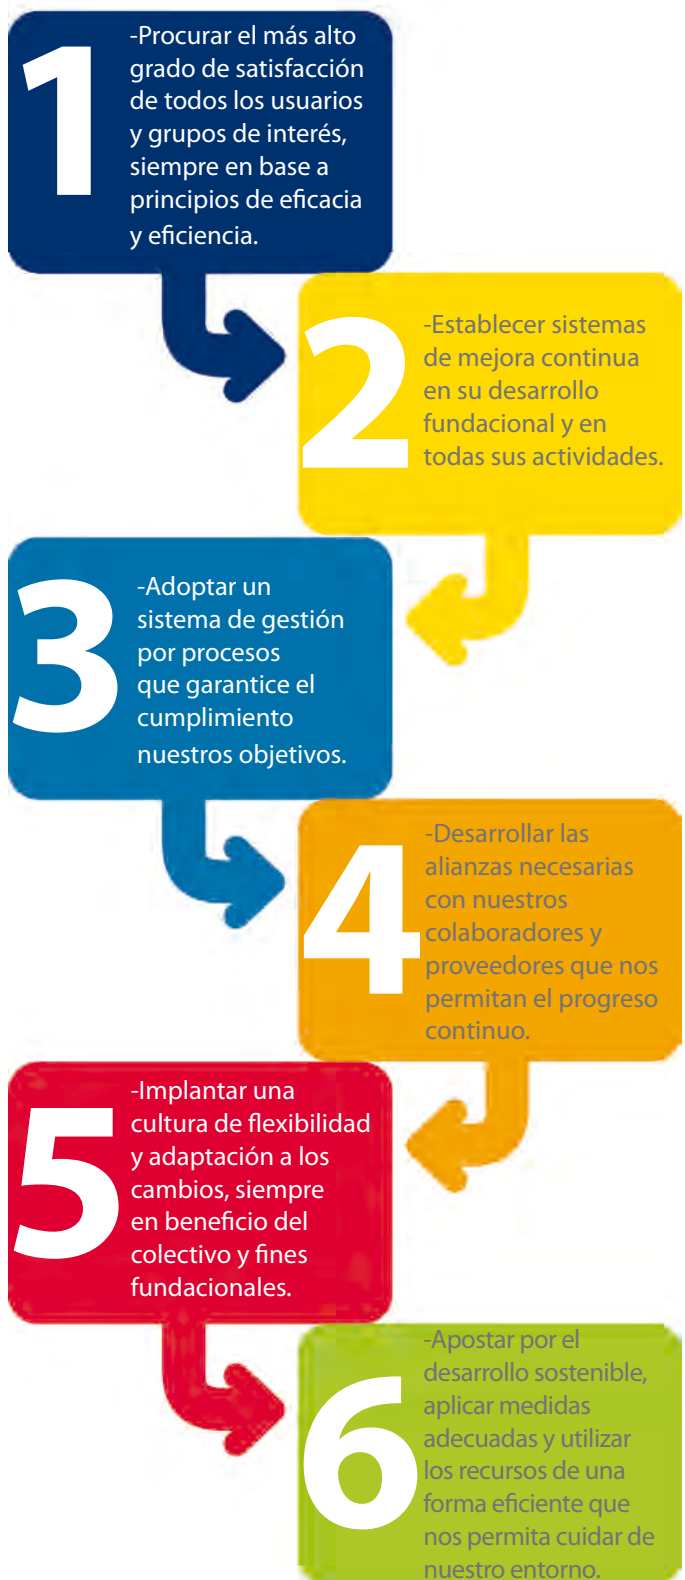 1
-Procurar el más alto
grado de satisfacción
de todos los usuarios
y grupos de interés,
siempre en base a
principios de eficacia
y eficiencia.
2
-Establecer sistemas
de mejora continua
en su desarrollo
fundacional y en
todas sus actividades.
3
-Adoptar un
sistema de gestión
por procesos
que garantice el
cumplimiento
nuestros objetivos.
4
-Desarrollar las
alianzas necesarias
con nuestros
colaboradores y
proveedores que nos
permitan el progreso
continuo.
5
-Implantar una
cultura de flexibilidad
y adaptación a los
cambios, siempre
en beneficio del
colectivo y fines
fundacionales.
6
-Apostar por el
desarrollo sostenible,
aplicar medidas
adecuadas y utilizar
los recursos de una
forma eficiente que
nos permita cuidar de
nuestro entorno.